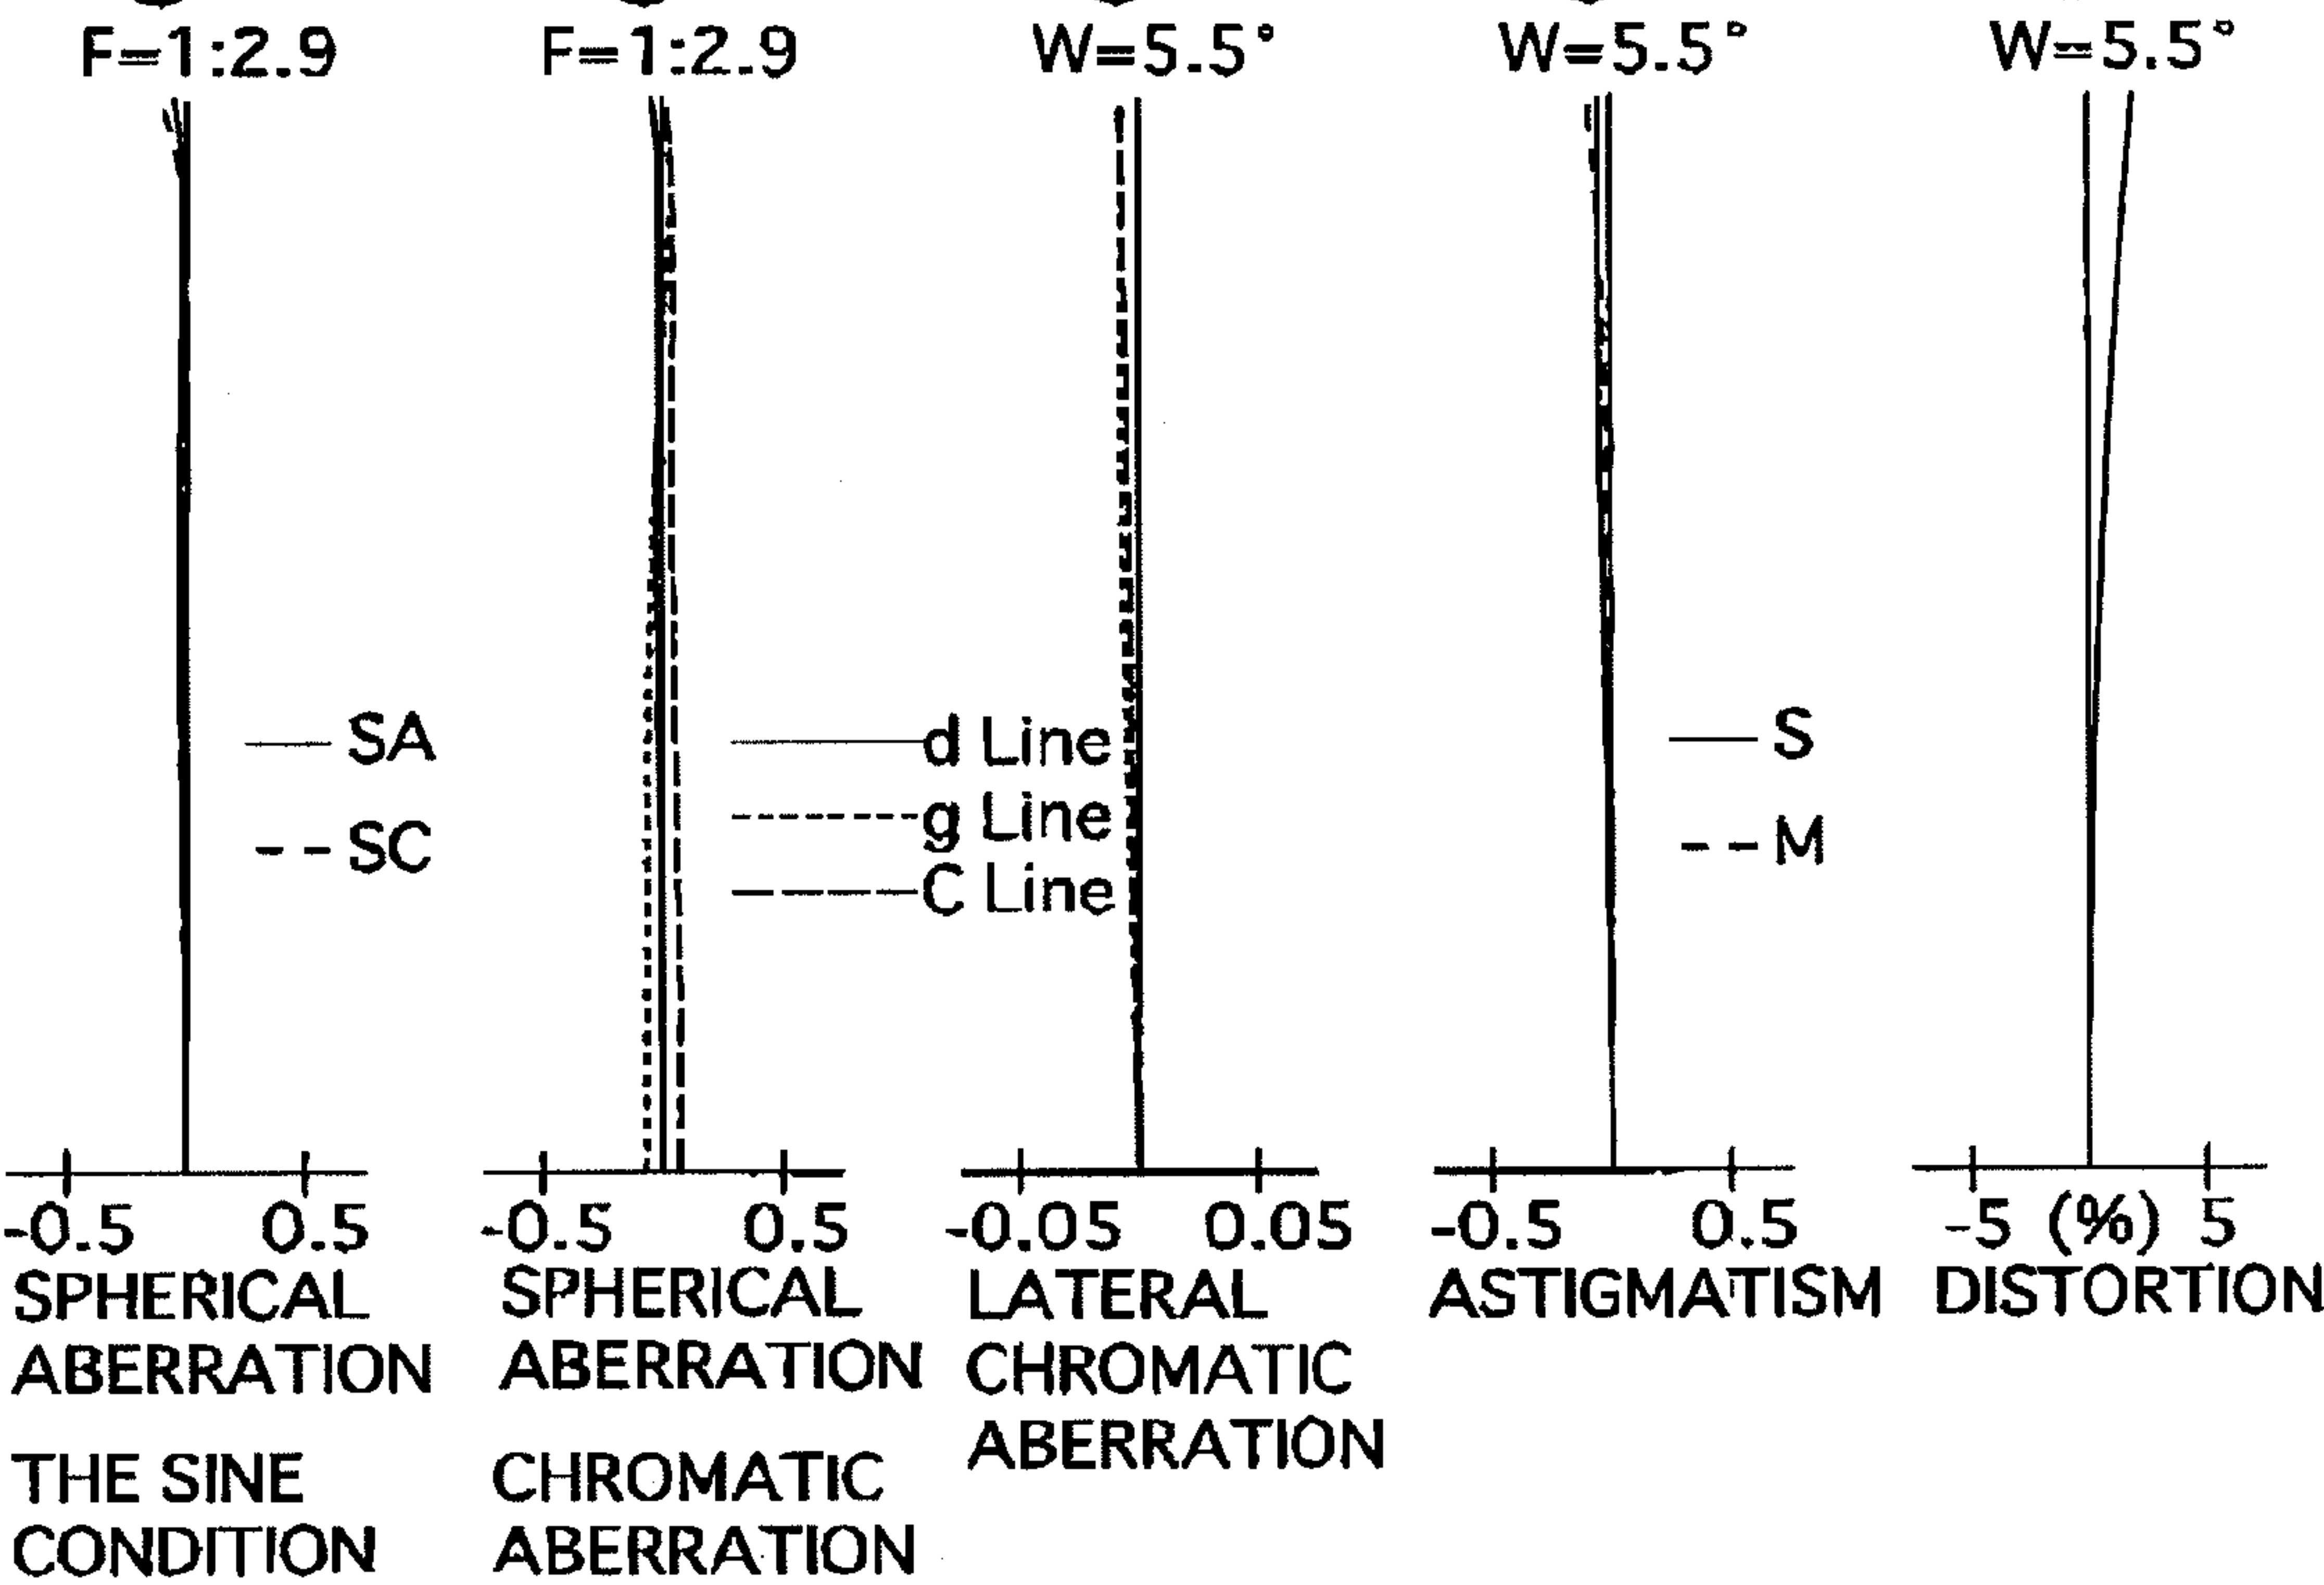 F=1:2.9
F=1:2.9
W=5.5°
W=5.5°
W=5.5°
SA
SC
d Line
g Line
C Line
S
M
-0.5 0.5
-0.5 0.5
-0.05 0.05
-0.5 0.5
-5 (%) 5
SPHERICAL
ABERRATION
THE SINE
CONDITION
SPHERICAL
ABERRATION
CHROMATIC
ABERRATION
LATERAL
CHROMATIC
ABERRATION
ASTIGMATISM
DISTORTION